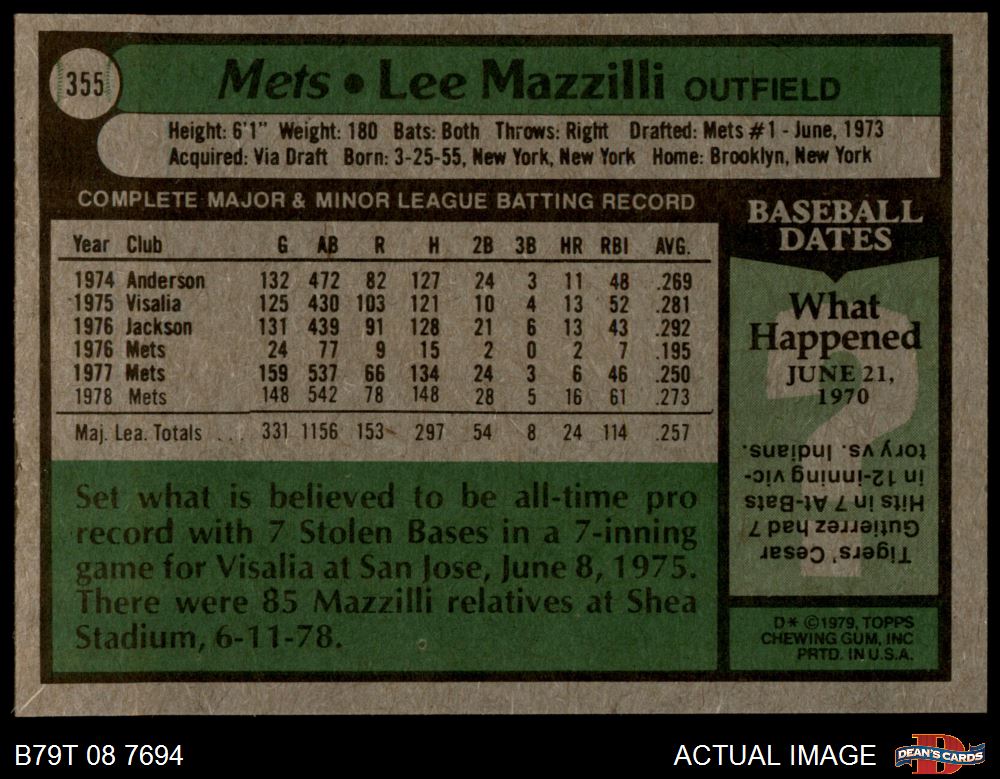 355
Mets • Lee Mazzilli OUTFIELD
Height: 6'1" Weight: 180 Bats: Both Throws: Right Drafted: Mets #1 - June, 1973
Acquired: Via Draft Born: 3-25-55, New York, New York Home: Brooklyn, New York
COMPLETE MAJOR & MINOR LEAGUE BATTING RECORD
Year Club G AB R H 2B 3B HR RBI AVG.
1974 Anderson 132 472 82 127 24 3 11 48 .269
1975 Visalia 125 430 103 121 10 4 13 52 .281
1976 Jackson 131 439 91 128 21 6 13 43 .292
1976 Mets 24 77 9 15 2 0 2 7 .195
1977 Mets 159 537 66 134 24 3 6 46 .250
1978 Mets 148 542 78 148 28 5 16 61 .273
Maj. Lea. Totals . . . 331 1156 153 297 54 8 24 114 .257
Set what is believed to be all-time pro
record with 7 Stolen Bases in a 7-inning
game for Visalia at San Jose, June 8, 1975.
There were 85 Mazzilli relatives at Shea
Stadium, 6-11-78.
BASEBALL
DATES
What
Happened
JUNE 21,
1970
Tigers' Cesar
Gutierrez had 7
Hits in 7 At-Bats
in 12-inning vic-
tory vs. Indians.
D* ©1979, TOPPS
CHEWING GUM, INC
PRTD. IN U.S.A.
B79T 08 7694
ACTUAL IMAGE
DEAN'S CARDS